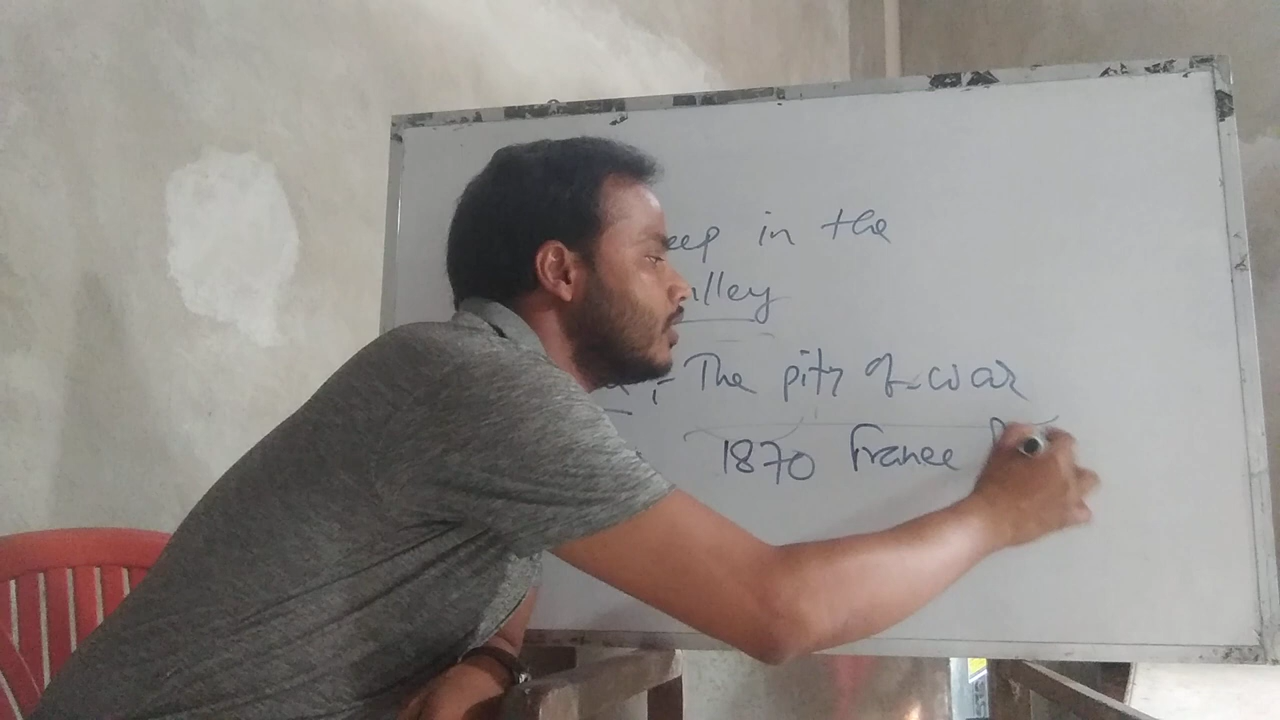 eep in the
alley
:- The pity of war
1870 France